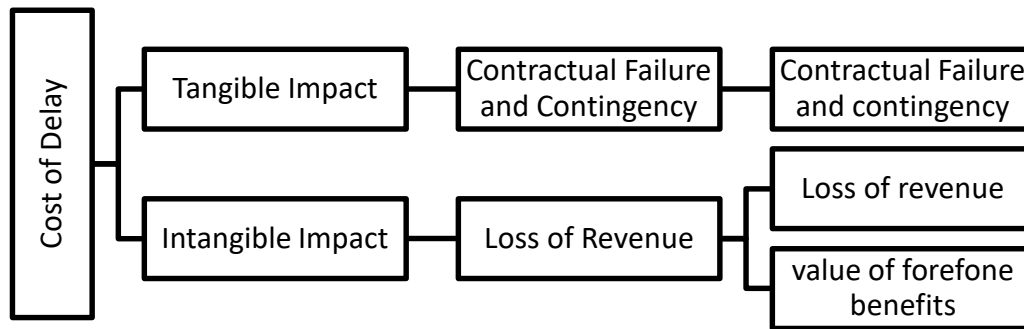 Cost of Delay
Tangible Impact
Contractual Failure
and Contingency
Contractual Failure
and contingency
Intangible Impact
Loss of Revenue
Loss of revenue
value of forefone
benefits